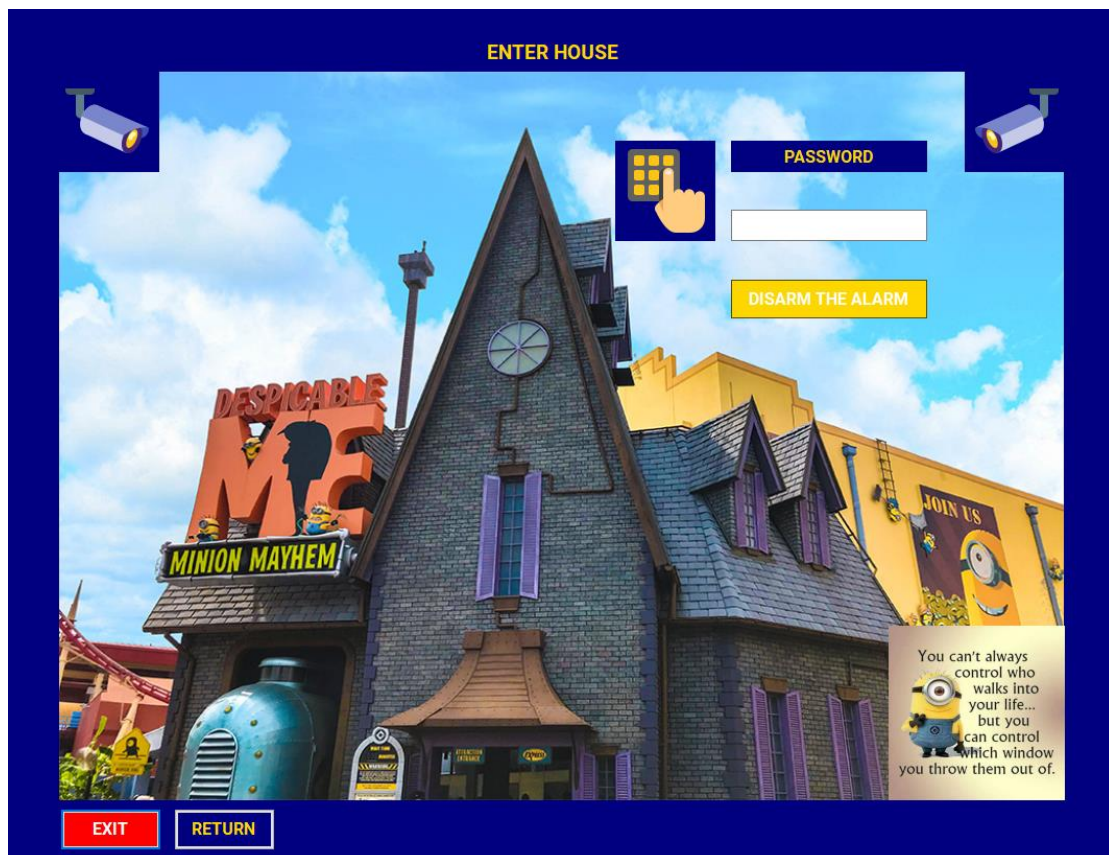 ENTER HOUSE
PASSWORD
DISARM THE ALARM
DESPICABLE
ME
MINION MAYHEM
JOIN US
ATTRACTION
ENTRANCE
You can't always
control who
walks into
your life...
but you
can control
which window
you throw them out of.
EXIT
RETURN